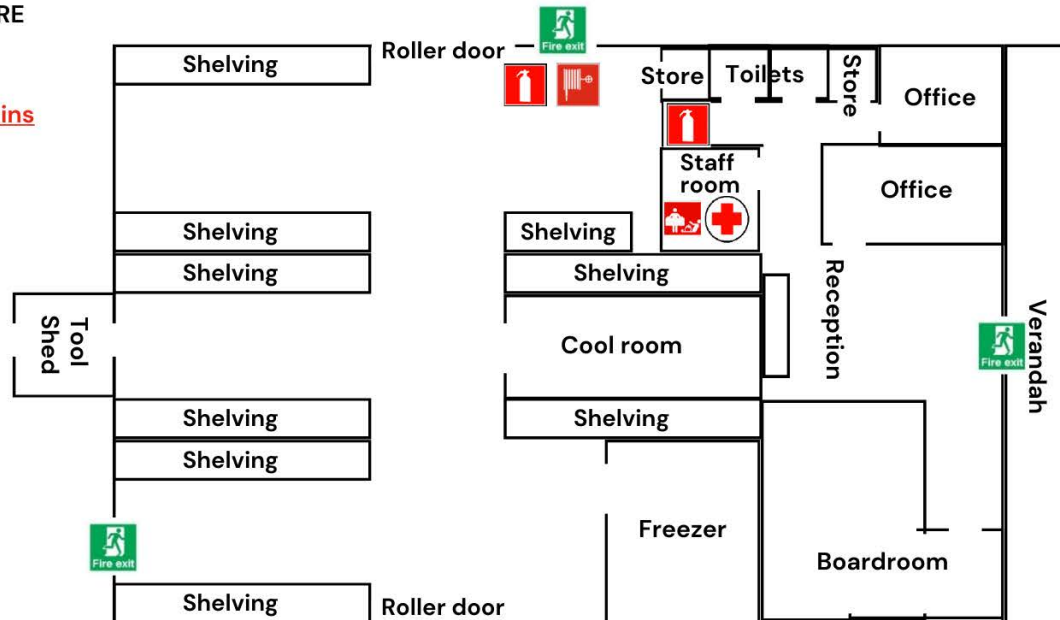 RE
ins
Fire exit
Shelving
Roller door
Store
Toilets
Store
Office
Staff
room
Office
Shelving
Shelving
Shelving
Shelving
Tool
Shed
Cool room
Reception
Fire exit
Verandah
Shelving
Shelving
Shelving
Freezer
Fire exit
Boardroom
Shelving
Roller door